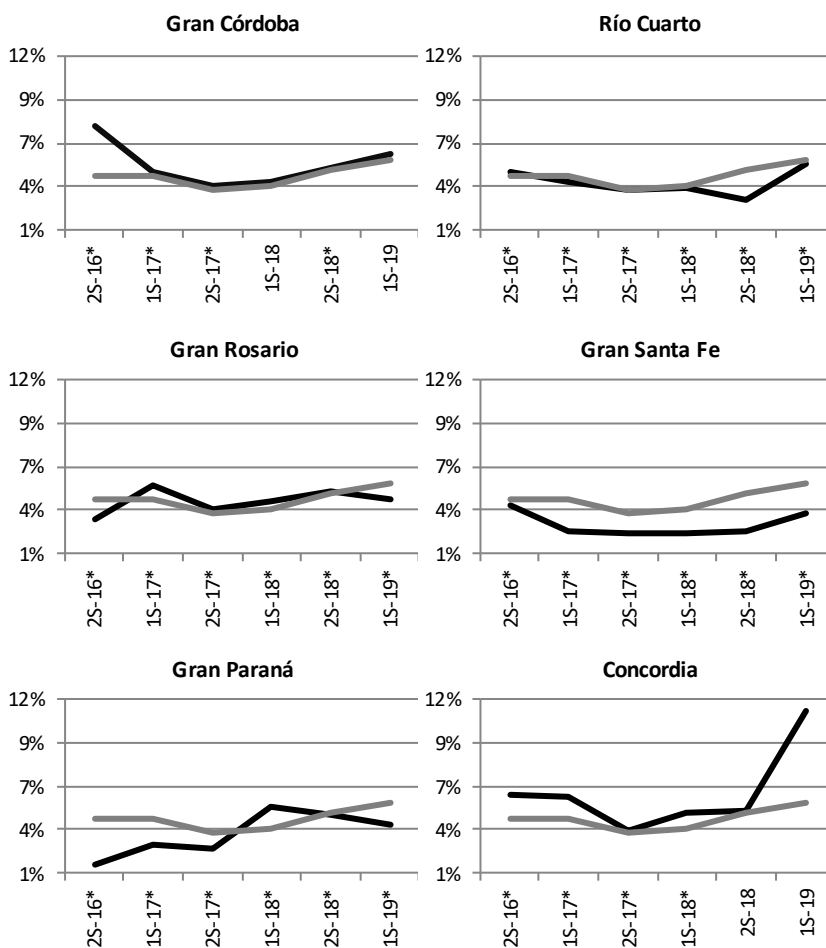 Gran Córdoba
12%
9%
7%
4%
1%
2S-16*
1S-17*
2S-17*
1S-18
2S-18*
1S-19
Río Cuarto
12%
9%
7%
4%
1%
2S-16*
1S-17*
2S-17*
1S-18*
2S-18*
1S-19*
Gran Rosario
12%
9%
7%
4%
1%
2S-16*
1S-17*
2S-17*
1S-18*
2S-18*
1S-19*
Gran Santa Fe
12%
9%
7%
4%
1%
2S-16*
1S-17*
2S-17*
1S-18*
2S-18*
1S-19*
Gran Paraná
12%
9%
7%
4%
1%
2S-16*
1S-17*
2S-17*
1S-18*
2S-18*
1S-19*
Concordia
12%
9%
7%
4%
1%
2S-16*
1S-17*
2S-17*
1S-18*
2S-18
1S-19